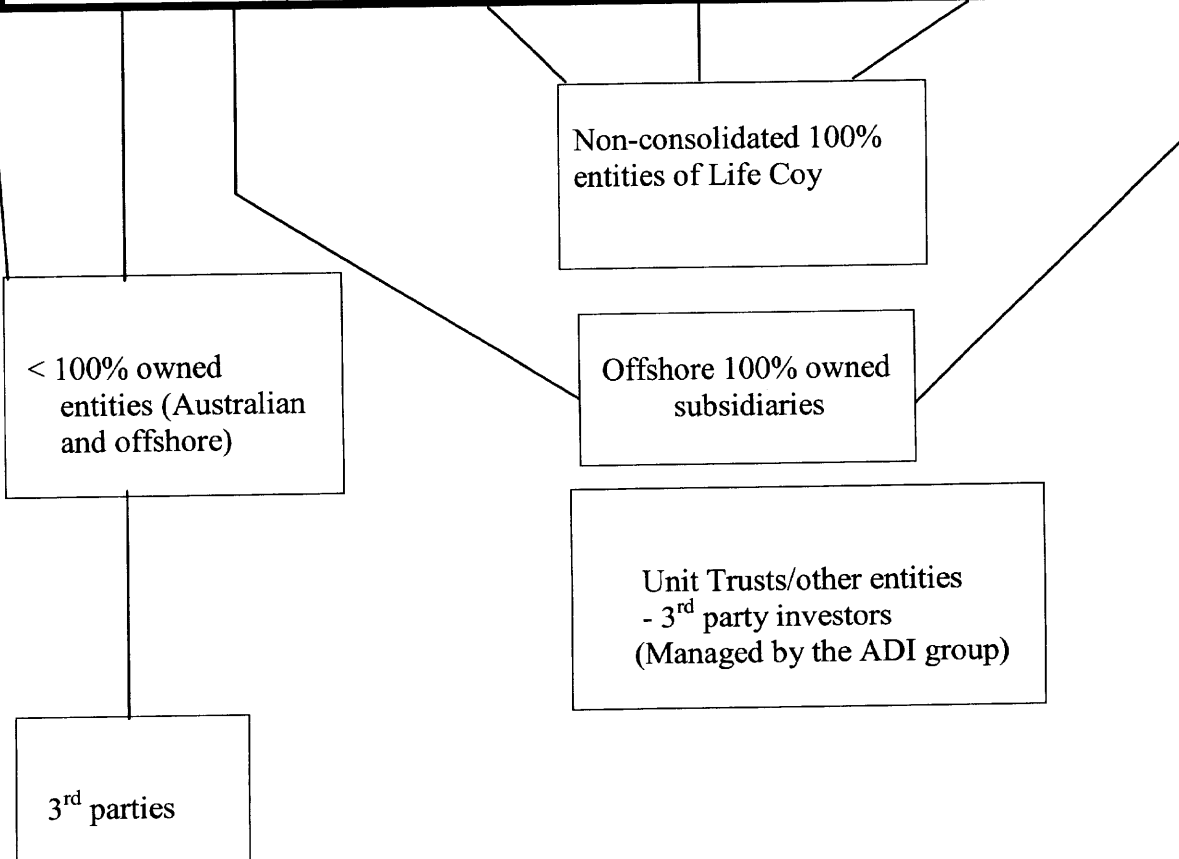 Non-consolidated 100%
entities of Life Coy
< 100% owned
entities (Australian
and offshore)
Offshore 100% owned
subsidiaries
Unit Trusts/other entities
- 3rd party investors
(Managed by the ADI group)
3rd parties